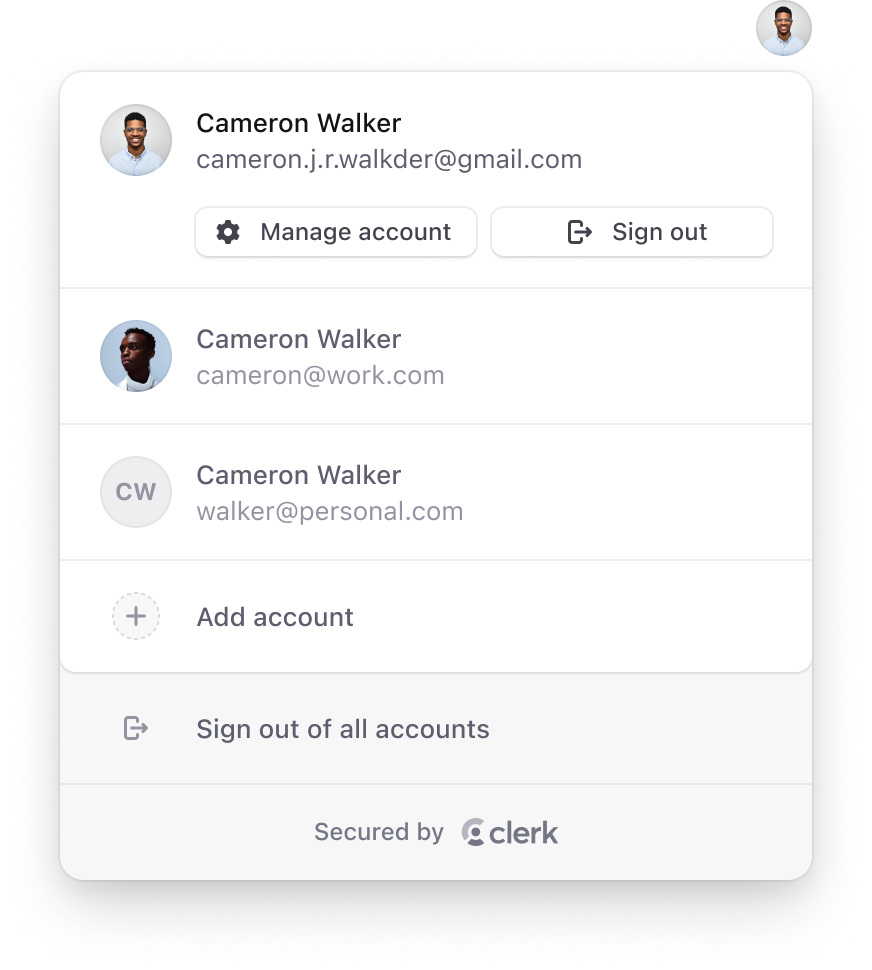 Cameron Walker
cameron.j.r.walkder@gmail.com
Manage account
Sign out
Cameron Walker
cameron@work.com
CW
Cameron Walker
walker@personal.com
Add account
Sign out of all accounts
Secured by clerk